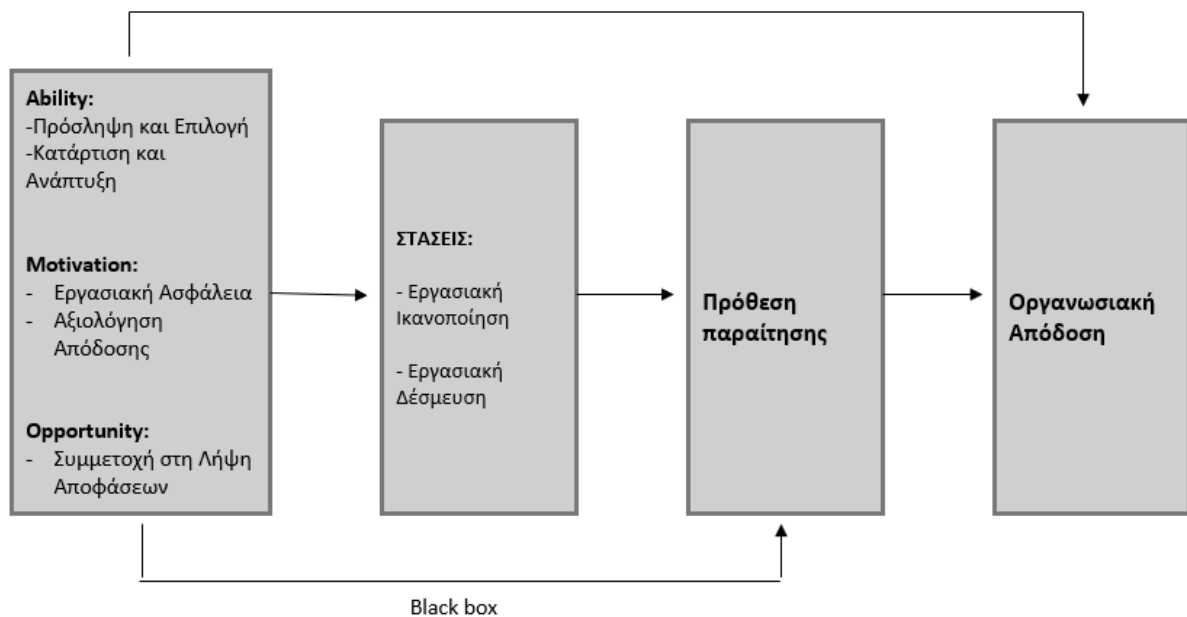 Ability:
-Πρόσληψη και Επιλογή
-Κατάρτιση και
Ανάπτυξη
Motivation:
- Εργασιακή Ασφάλεια
- Αξιολόγηση
Απόδοσης
Opportunity:
- Συμμετοχή στη Λήψη
Αποφάσεων
ΣΤΑΣΕΙΣ:
- Εργασιακή
Ικανοποίηση
- Εργασιακή
Δέσμευση
Πρόθεση
παραίτησης
Οργανωσιακή
Απόδοση
Black box